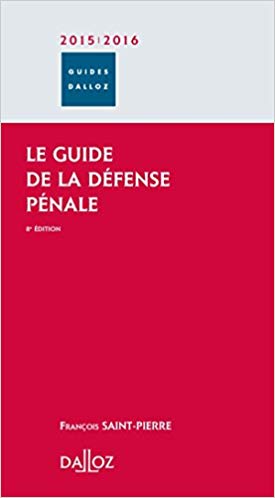 2015|2016
GUIDES
DALLOZ
LE GUIDE
DE LA DÉFENSE
PÉNALE
8e ÉDITION
François SAINT-PIERRE
DALLOZ